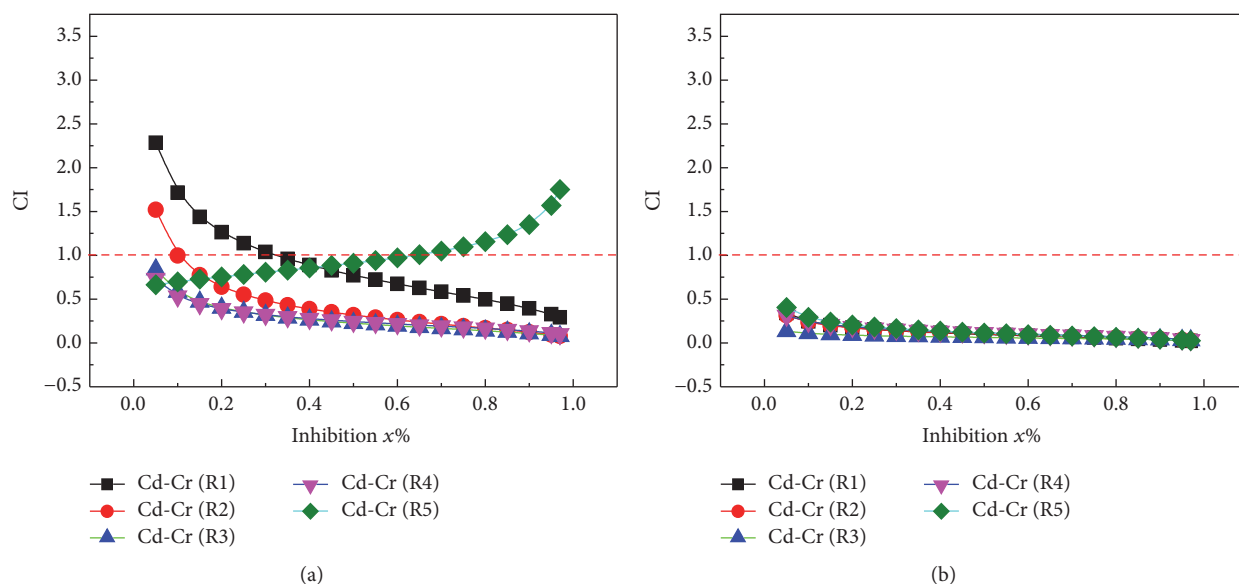 3.5
3.0
2.5
2.0
1.5
1.0
0.5
0.0
−0.5
CI
0.0 0.2 0.4 0.6 0.8 1.0
Inhibition x%
Cd-Cr (R1) Cd-Cr (R4)
Cd-Cr (R2) Cd-Cr (R5)
Cd-Cr (R3)
(a)
3.5
3.0
2.5
2.0
1.5
1.0
0.5
0.0
−0.5
CI
0.0 0.2 0.4 0.6 0.8 1.0
Inhibition x%
Cd-Cr (R1) Cd-Cr (R4)
Cd-Cr (R2) Cd-Cr (R5)
Cd-Cr (R3)
(b)